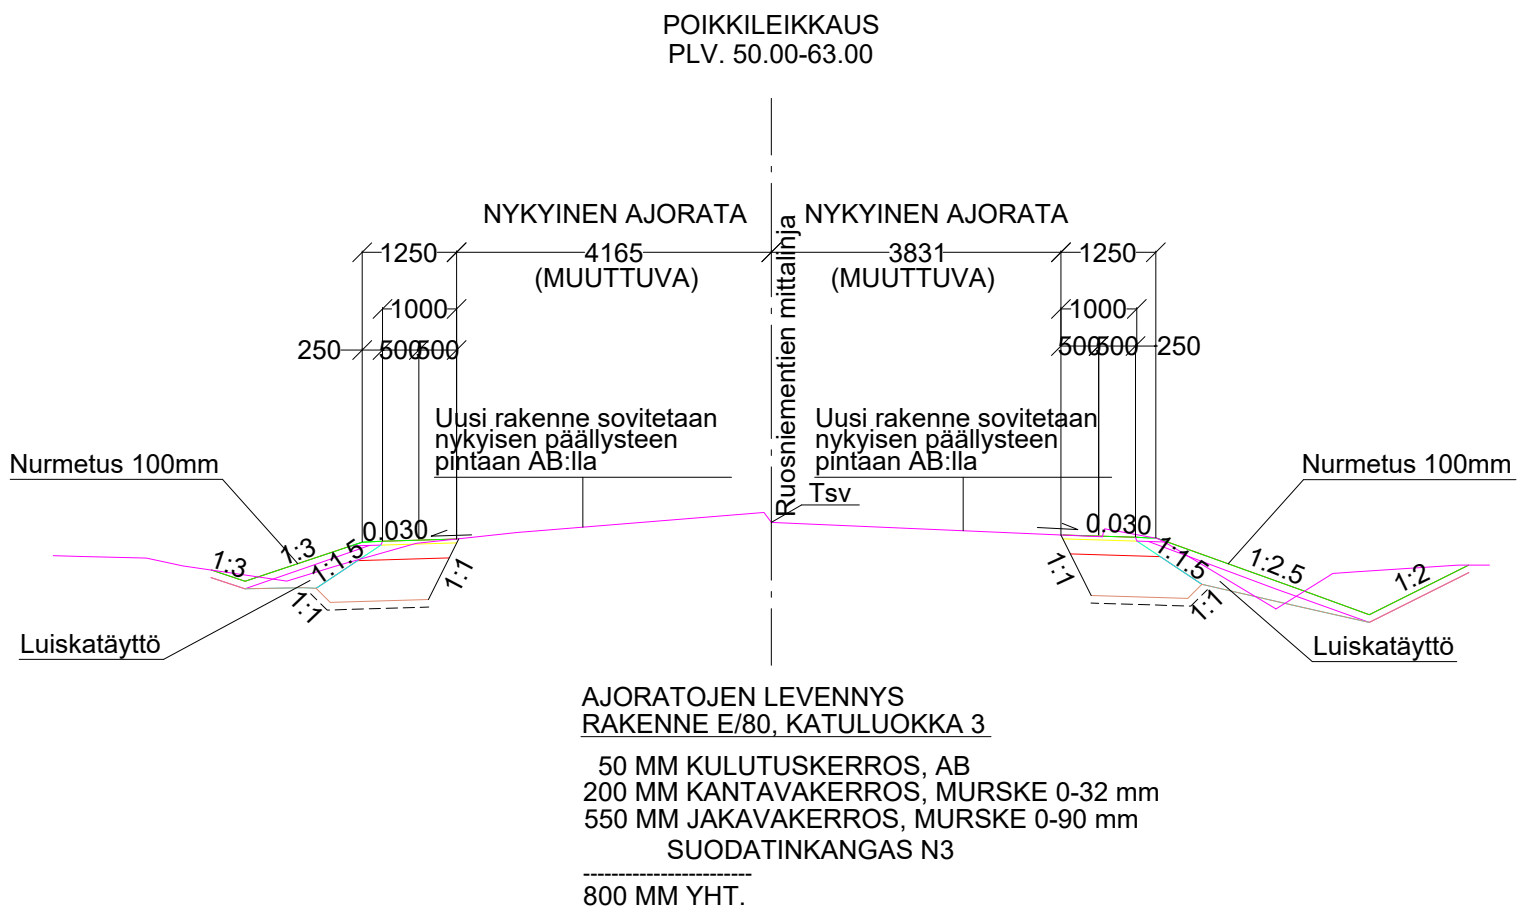 POIKKILEIKKAUS
PLV. 50.00-63.00
NYKYINEN AJORATA
NYKYINEN AJORATA
1250
4165
(MUUTTUVA)
3831
(MUUTTUVA)
1250
1000
1000
250
500
500
500
500
250
Ruosniementien mittalinja
Uusi rakenne sovitetaan
nykyisen päällysteen
pintaan AB:lla
Uusi rakenne sovitetaan
nykyisen päällysteen
pintaan AB:lla
Nurmetus 100mm
Nurmetus 100mm
Tsv
0.030
0.030
1:3
1:3
1:1.5
1:1
1:1
1:1
1:1.5
1:1
1:2.5
1:2
Luiskatäyttö
Luiskatäyttö
AJORATOJEN LEVENNYS
RAKENNE E/80, KATULUOKKA 3
50 MM KULUTUSKERROS, AB
200 MM KANTAVAKERROS, MURSKE 0-32 mm
550 MM JAKAVAKERROS, MURSKE 0-90 mm
SUODATINKANGAS N3
------------------------
800 MM YHT.